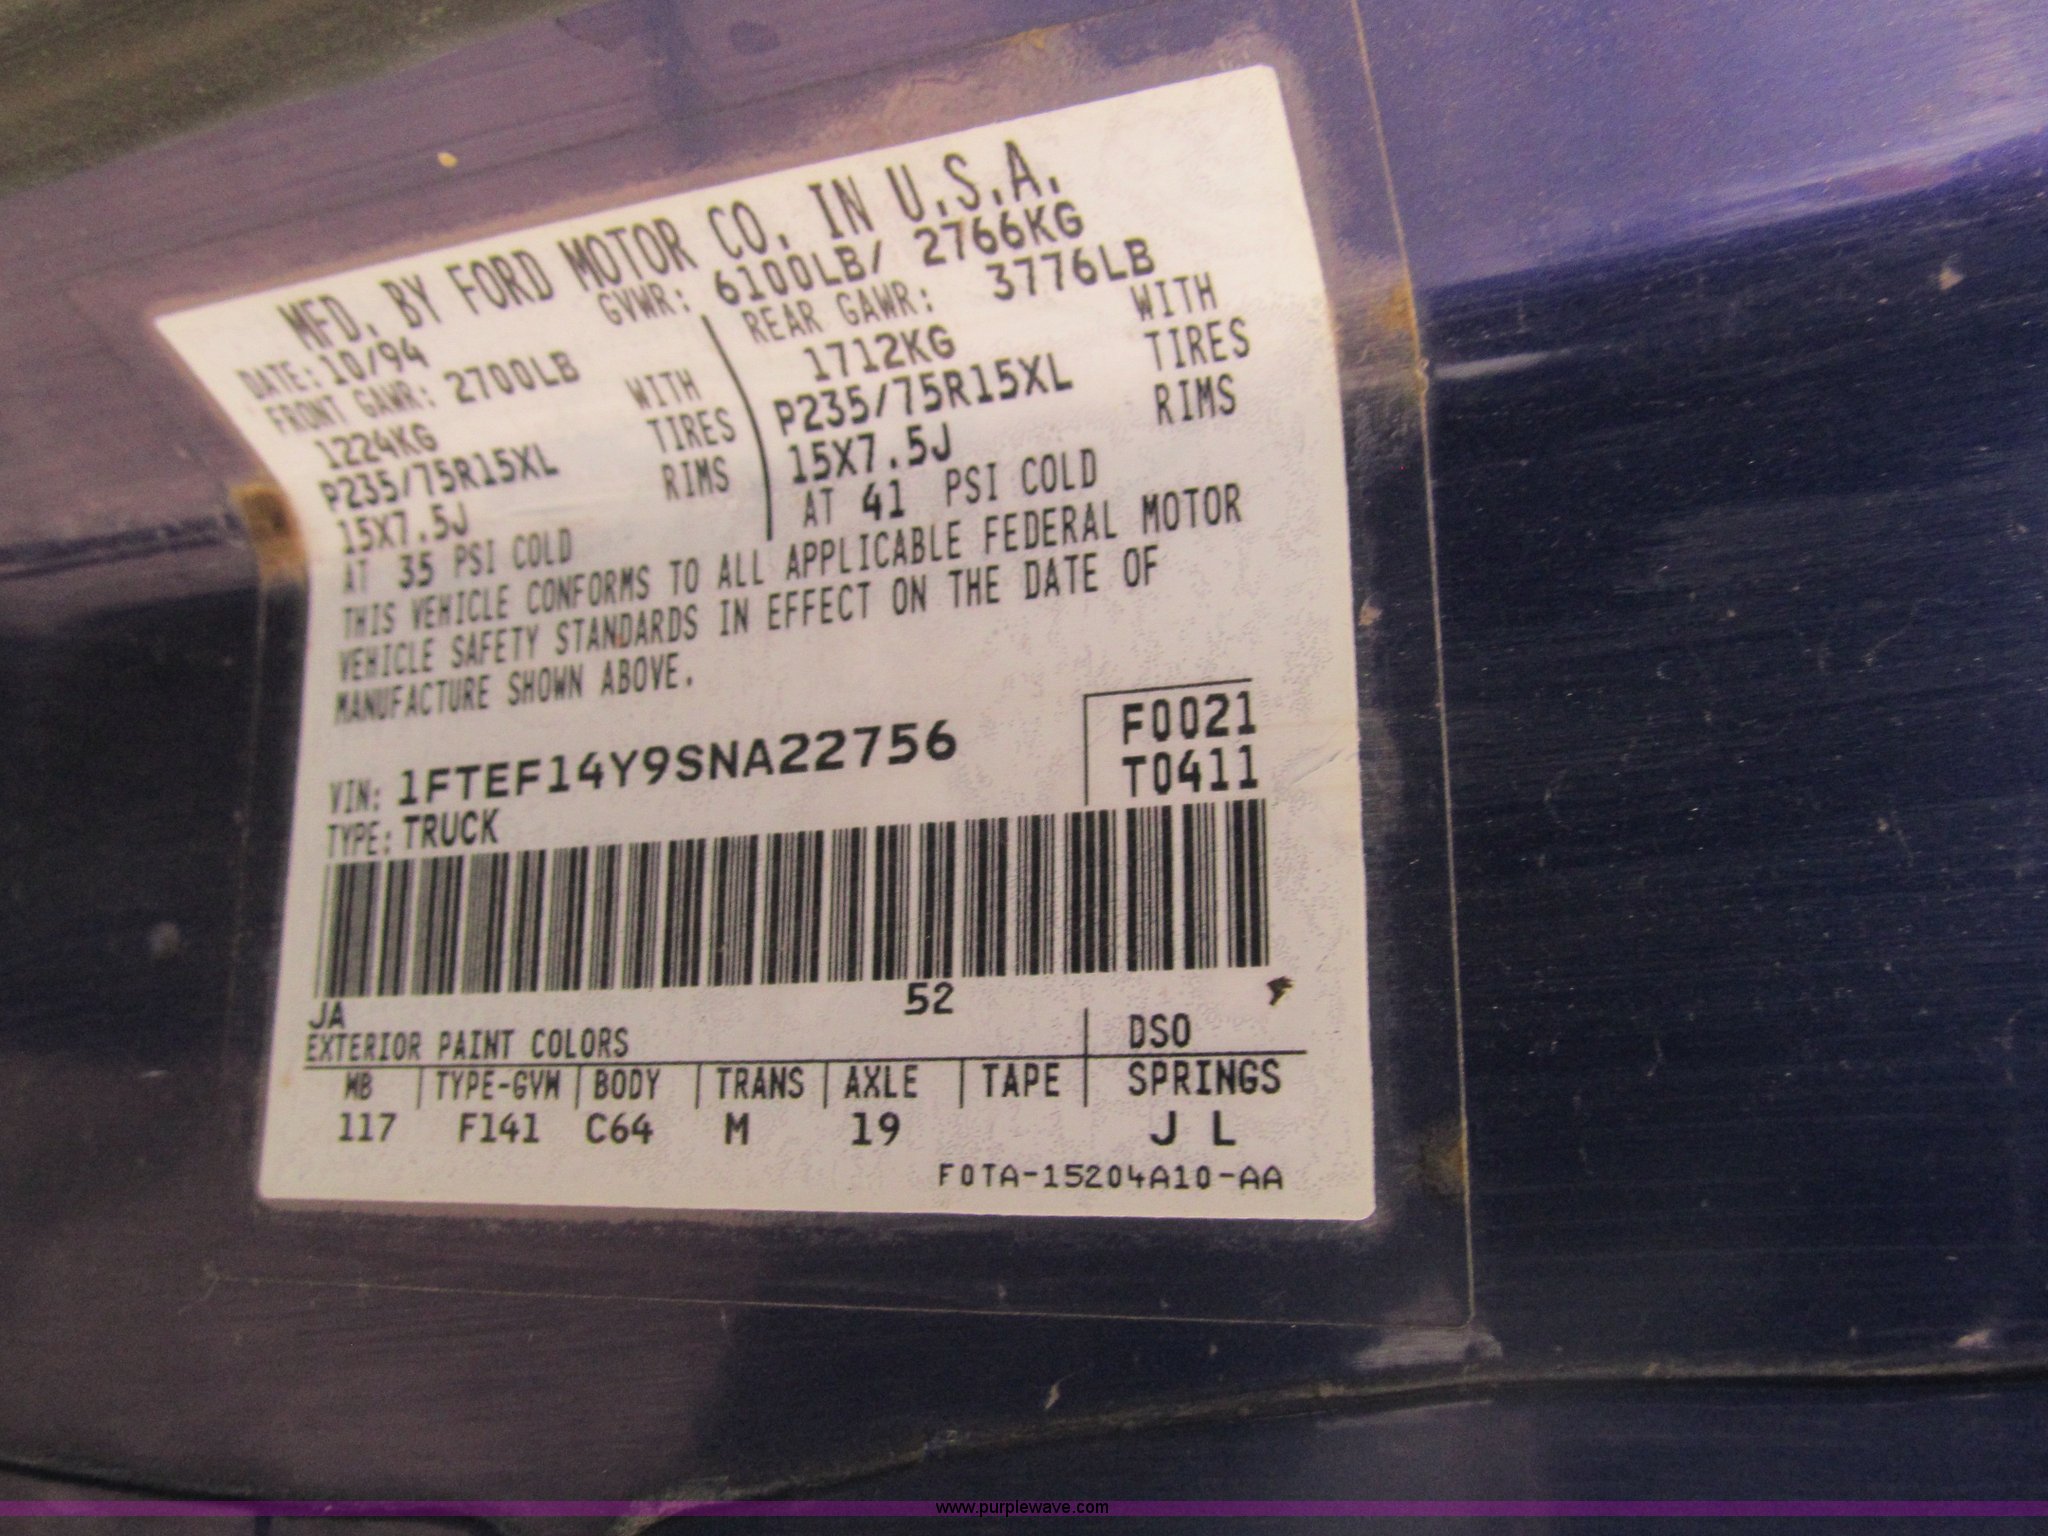 MFD. BY FORD MOTOR CO. IN U.S.A.
DATE: 10/94 GVWR: 6100LB/ 2766KG
FRONT GAWR: 2700LB REAR GAWR: 3776LB
1224KG WITH 1712KG WITH
P235/75R15XL TIRES P235/75R15XL TIRES
15X7.5J RIMS 15X7.5J RIMS
AT 35 PSI COLD AT 41 PSI COLD
THIS VEHICLE CONFORMS TO ALL APPLICABLE FEDERAL MOTOR
VEHICLE SAFETY STANDARDS IN EFFECT ON THE DATE OF
MANUFACTURE SHOWN ABOVE.
F0021
VIN: 1FTEF14Y9SNA22756 T0411
TYPE: TRUCK
JA 52
EXTERIOR PAINT COLORS DSO
WB TYPE-GVW BODY TRANS AXLE TAPE SPRINGS
117 F141 C64 M 19 J L
F0TA-15204A10-AA
www.purplewave.com